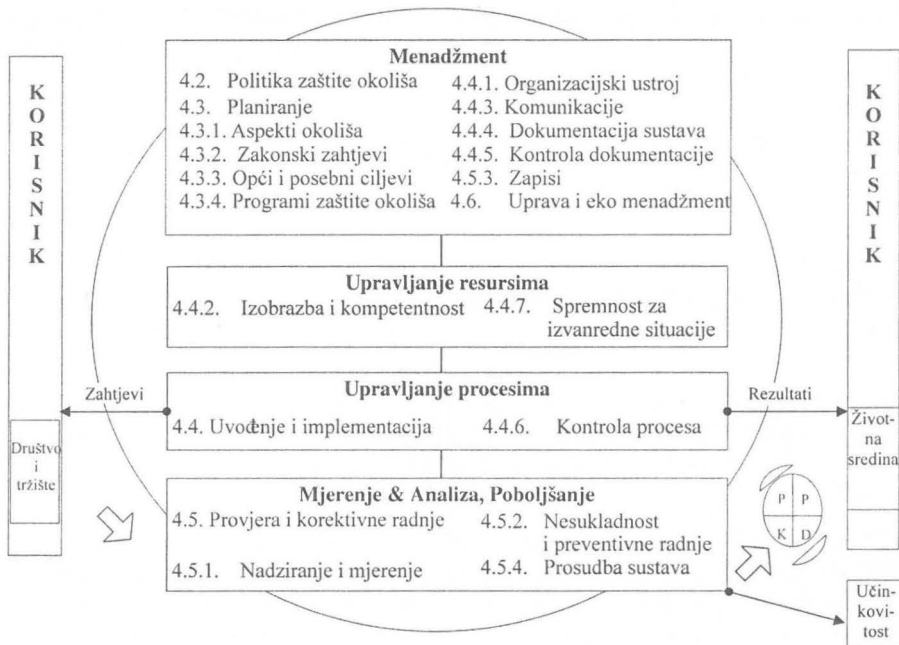 KORISNIK
Društvo
i
tržište
Menadžment
4.2. Politika zaštite okoliša
4.3. Planiranje
4.3.1. Aspekti okoliša
4.3.2. Zakonski zahtjevi
4.3.3. Opći i posebni ciljevi
4.3.4. Programi zaštite okoliša
4.4.1. Organizacijski ustroj
4.4.3. Komunikacije
4.4.4. Dokumentacija sustava
4.4.5. Kontrola dokumentacije
4.5.3. Zapisi
4.6. Uprava i eko menadžment
Upravljanje resursima
4.4.2. Izobrazba i kompetentnost
4.4.7. Spremnost za
izvanredne situacije
Zahtjevi
Upravljanje procesima
4.4. Uvođenje i implementacija
4.4.6. Kontrola procesa
Rezultati
Mjerenje & Analiza, Poboljšanje
4.5. Provjera i korektivne radnje
4.5.1. Nadziranje i mjerenje
4.5.2. Nesukladnost
i preventivne radnje
4.5.4. Prosudba sustava
P P
K D
KORISNIK
Život-
na
sredina
Učin-
kovi-
tost